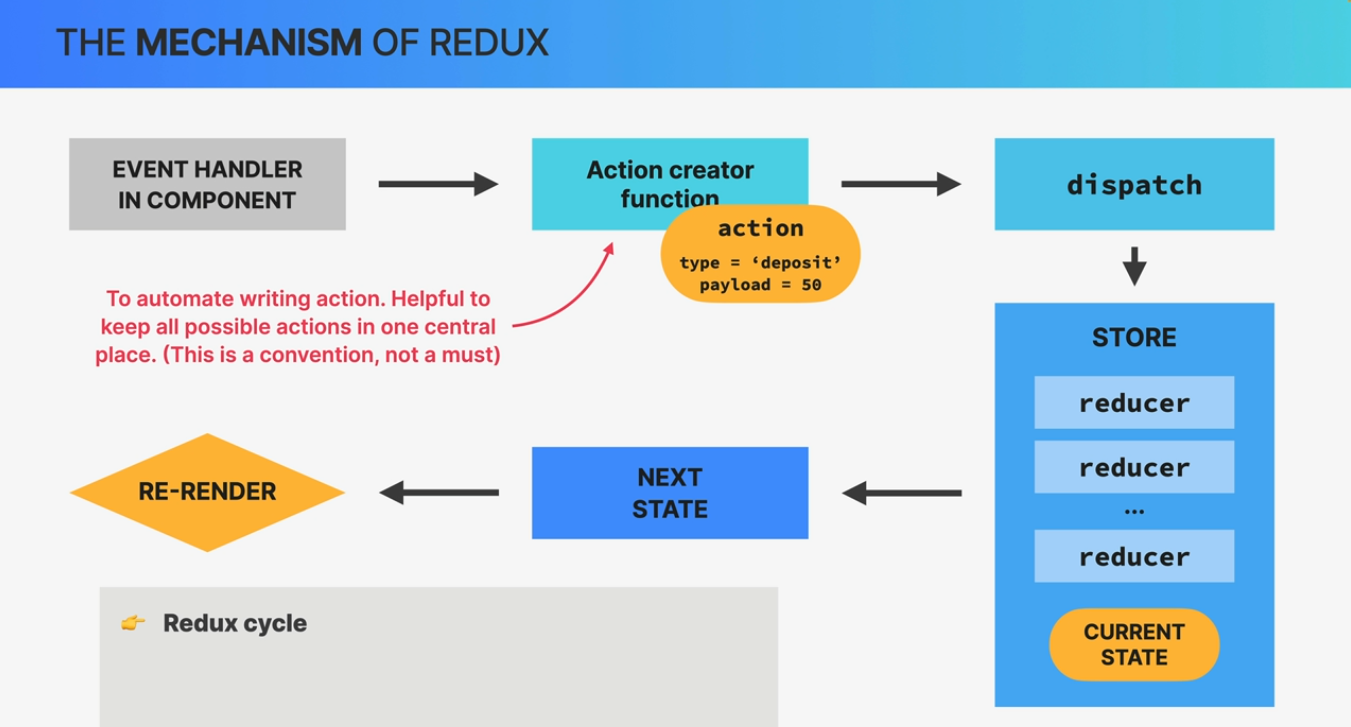 THE MECHANISM OF REDUX
EVENT HANDLER
IN COMPONENT
Action creator
function
action
type = ‘deposit’
payload = 50
dispatch
To automate writing action. Helpful to
keep all possible actions in one central
place. (This is a convention, not a must)
STORE
reducer
reducer
...
reducer
CURRENT
STATE
NEXT
STATE
RE-RENDER
👉 Redux cycle